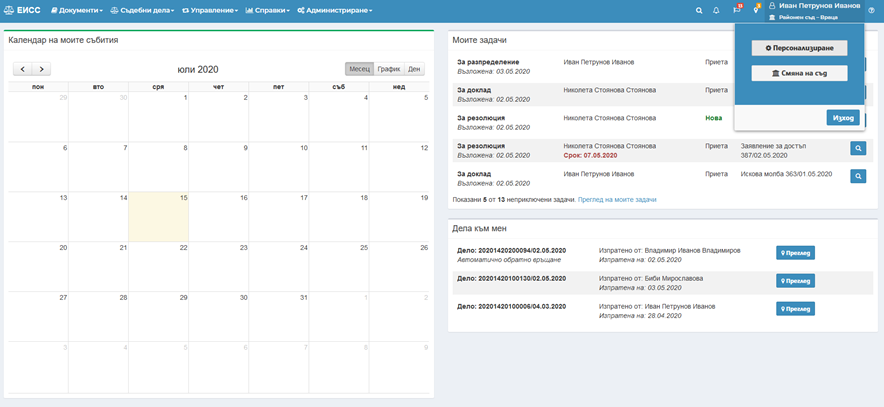 ЕИСС Документи Съдебни дела Управление Справки Администриране 13 3 Иван Петрунов Иванов
Районен съд - Враца
Персонализиране
Смяна на съд
Изход
Календар на моите събития
юли 2020
Месец График Ден
пон вто сря чет пет съб нед
29 30 1 2 3 4 5
6 7 8 9 10 11 12
13 14 15 16 17 18 19
20 21 22 23 24 25 26
27 28 29 30 31 1 2
3 4 5 6 7 8 9
Моите задачи
За разпределение Иван Петрунов Иванов Приета
Възложена: 03.05.2020
За доклад Николета Стоянова Стоянова Приета
Възложена: 02.05.2020
За резолюция Николета Стоянова Стоянова Нова
Възложена: 02.05.2020
За резолюция Николета Стоянова Стоянова Приета Заявление за достъп
Възложена: 02.05.2020 Срок: 07.05.2020 387/02.05.2020
За доклад Иван Петрунов Иванов Приета Искова молба 363/01.05.2020
Възложена: 02.05.2020
Показани 5 от 13 неприключени задачи. Преглед на моите задачи
Дела към мен
Дело: 20201420200094/02.05.2020 Изпратено от: Владимир Иванов Владимиров Преглед
Автоматично обратно връщане Изпратена на: 02.05.2020
Дело: 20201420100130/02.05.2020 Изпратено от: Биби Мирославова Преглед
Изпратена на: 03.05.2020
Дело: 20201420100006/04.03.2020 Изпратено от: Иван Петрунов Иванов Преглед
Изпратена на: 28.04.2020